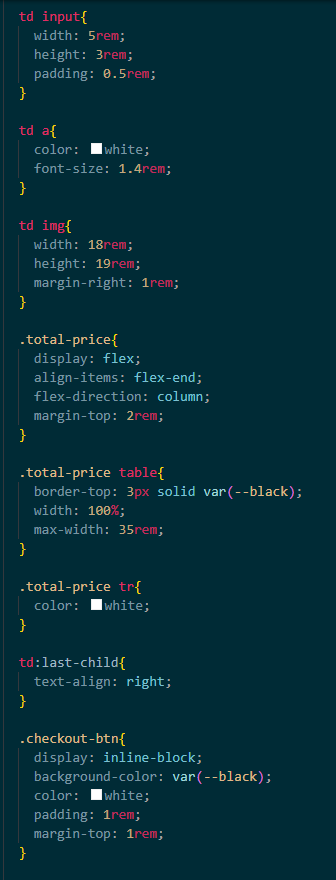 td input{
width: 5rem;
height: 3rem;
padding: 0.5rem;
}
td a{
color: white;
font-size: 1.4rem;
}
td img{
width: 18rem;
height: 19rem;
margin-right: 1rem;
}
.total-price{
display: flex;
align-items: flex-end;
flex-direction: column;
margin-top: 2rem;
}
.total-price table{
border-top: 3px solid var(--black);
width: 100%;
max-width: 35rem;
}
.total-price tr{
color: white;
}
td:last-child{
text-align: right;
}
.checkout-btn{
display: inline-block;
background-color: var(--black);
color: white;
padding: 1rem;
margin-top: 1rem;
}